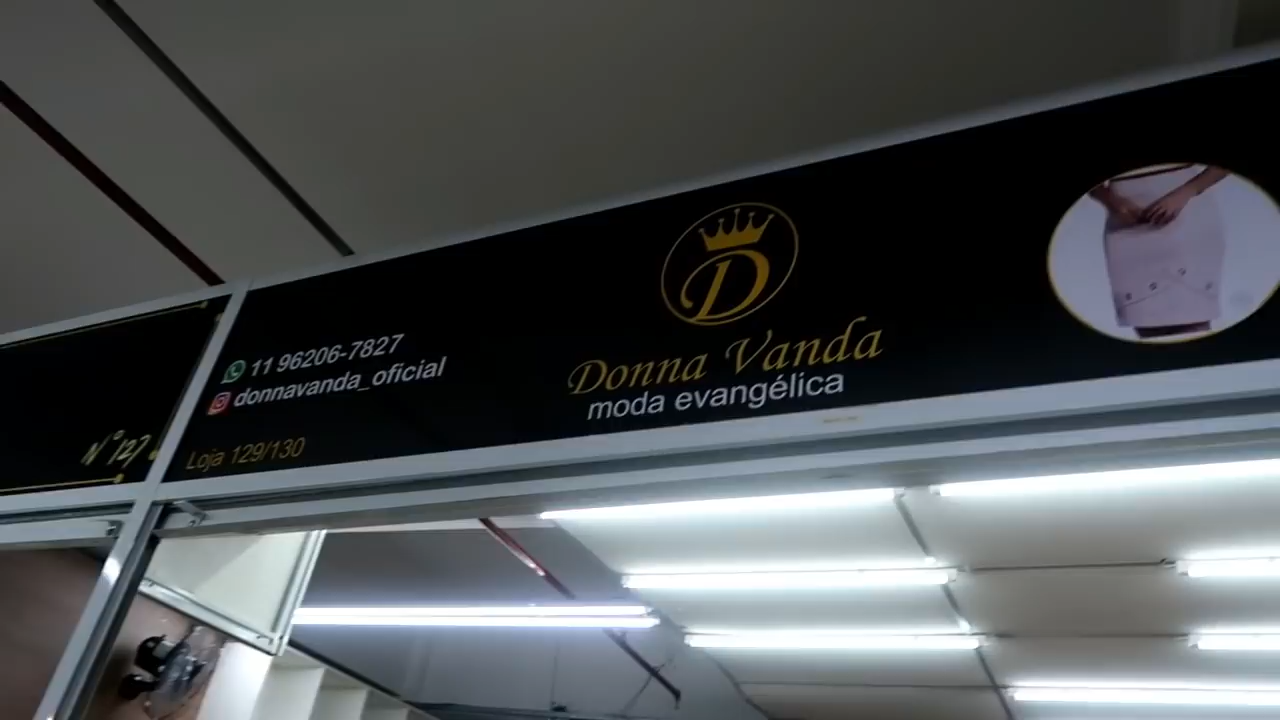 11 96206-7827
donnavanda_oficial
Loja 129/130
D
Donna Vanda
moda evangélica
N° 127